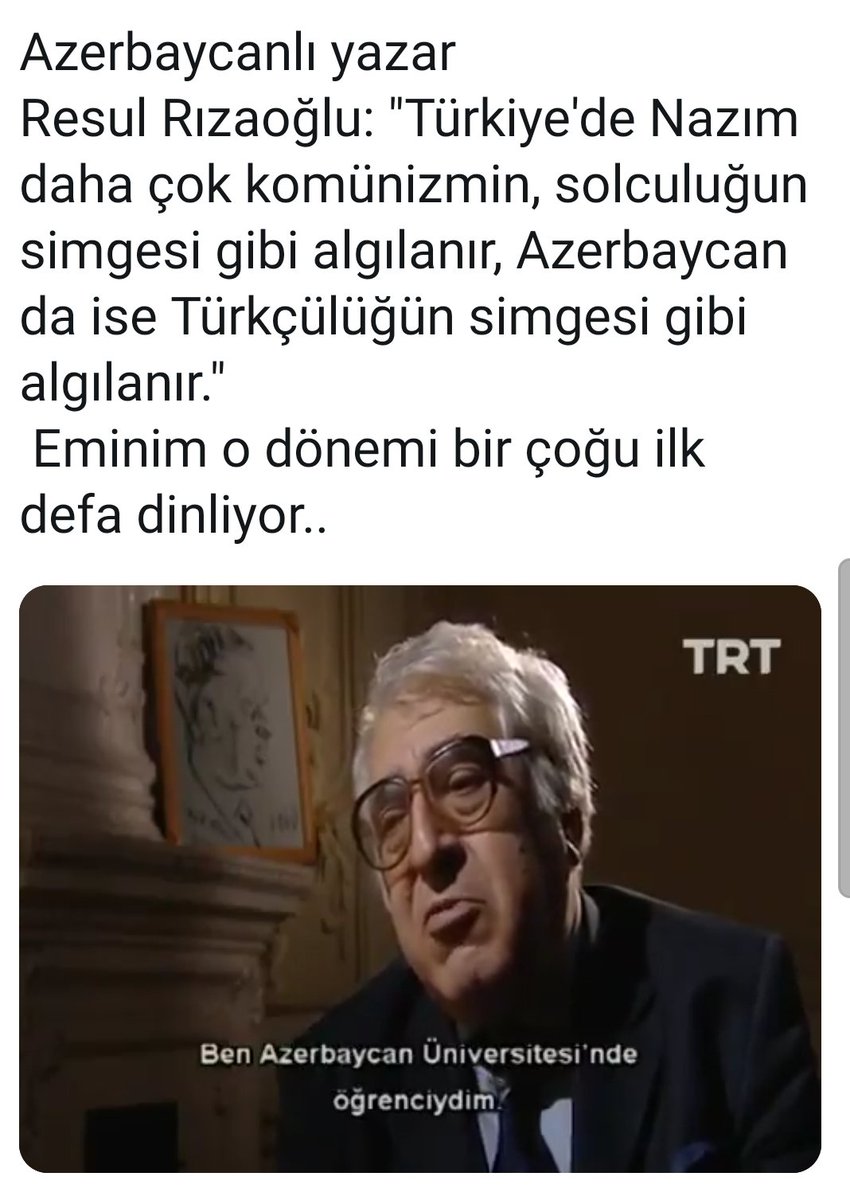 Azerbaycanlı yazar
Resul Rızaoğlu: "Türkiye'de Nazım
daha çok komünizmin, solculuğun
simgesi gibi algılanır, Azerbaycan
da ise Türkçülüğün simgesi gibi
algılanır."
Eminim o dönemi bir çoğu ilk
defa dinliyor..
TRT
Ben Azerbaycan Üniversitesi'nde
öğrenciydim.